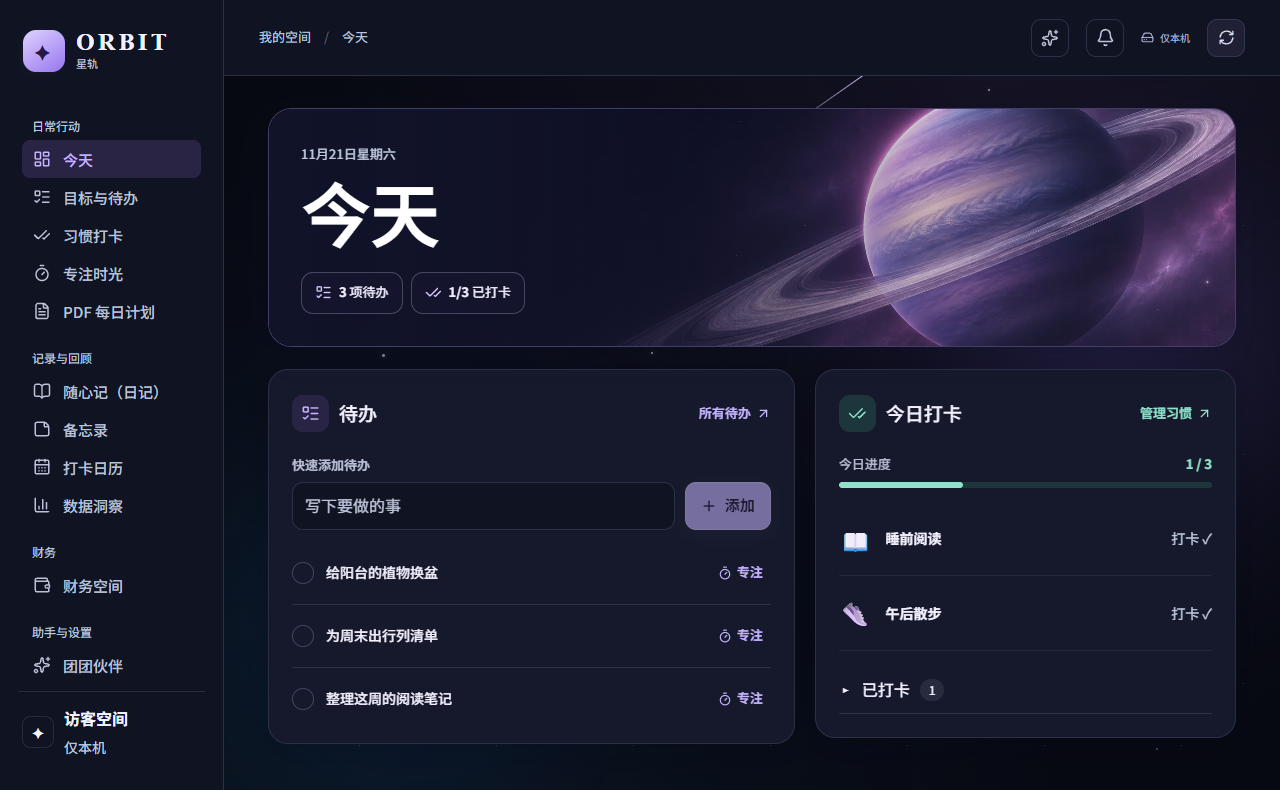 ORBIT
星轨
日常行动
今天
目标与待办
习惯打卡
专注时光
PDF 每日计划
记录与回顾
随心记（日记）
备忘录
打卡日历
数据洞察
财务
财务空间
助手与设置
团团伙伴
访客空间
仅本机
我的空间 / 今天
仅本机
11月21日星期六
今天
3 项待办
1/3 已打卡
待办
所有待办
快速添加待办
写下要做的事
添加
给阳台的植物换盆
专注
为周末出行列清单
专注
整理这周的阅读笔记
专注
今日打卡
管理习惯
今日进度
1 / 3
睡前阅读
打卡✓
午后散步
打卡✓
已打卡 1